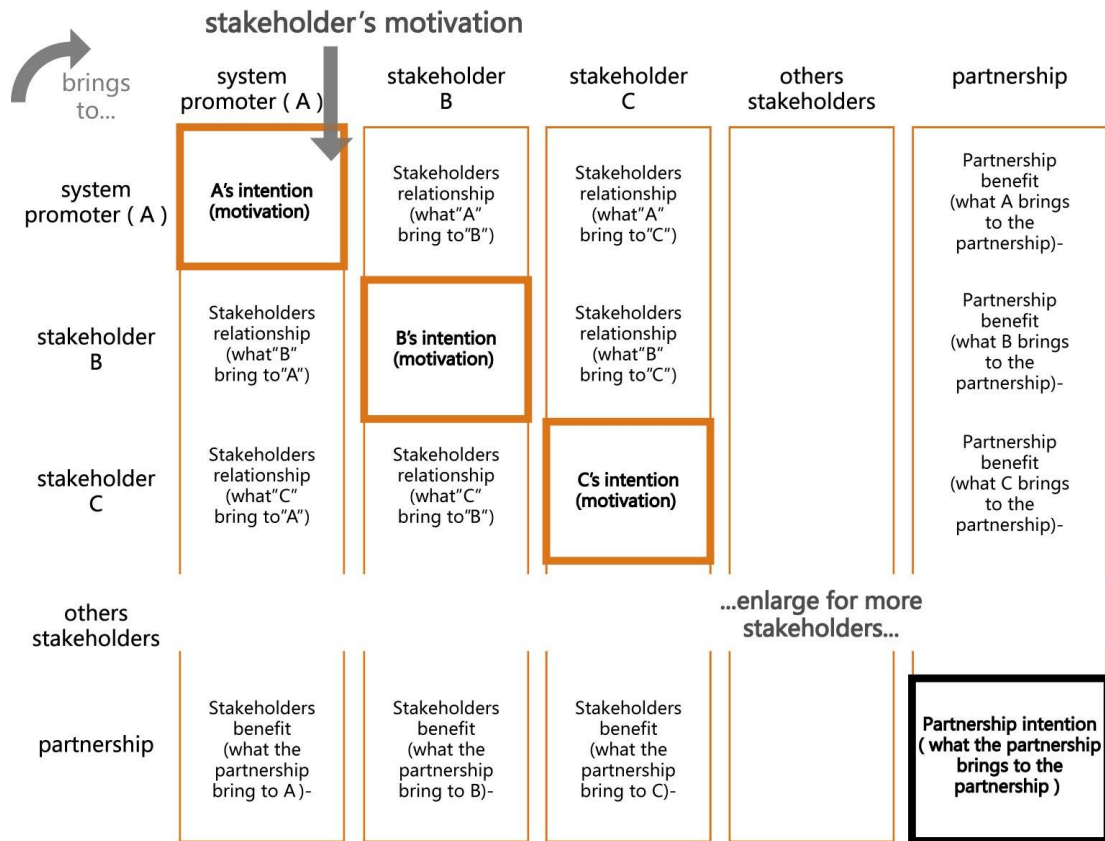 stakeholder's motivation
brings
to...
system
promoter ( A )
stakeholder
B
stakeholder
C
others
stakeholders
partnership
system
promoter ( A )
A's intention
(motivation)
Stakeholders
relationship
(what"A"
bring to"B")
Stakeholders
relationship
(what"A"
bring to"C")
Partnership
benefit
(what A brings
to the
partnership)-
stakeholder
B
Stakeholders
relationship
(what"B"
bring to"A")
B's intention
(motivation)
Stakeholders
relationship
(what"B"
bring to"C")
Partnership
benefit
(what B brings
to the
partnership)-
stakeholder
C
Stakeholders
relationship
(what"C"
bring to"A")
Stakeholders
relationship
(what"C"
bring to"B")
C's intention
(motivation)
Partnership
benefit
(what C brings
to the
partnership)-
others
stakeholders
...enlarge for more
stakeholders...
partnership
Stakeholders
benefit
(what the
partnership
bring to A)-
Stakeholders
benefit
(what the
partnership
bring to B)-
Stakeholders
benefit
(what the
partnership
bring to C)-
Partnership intention
( what the partnership
brings to the
partnership )